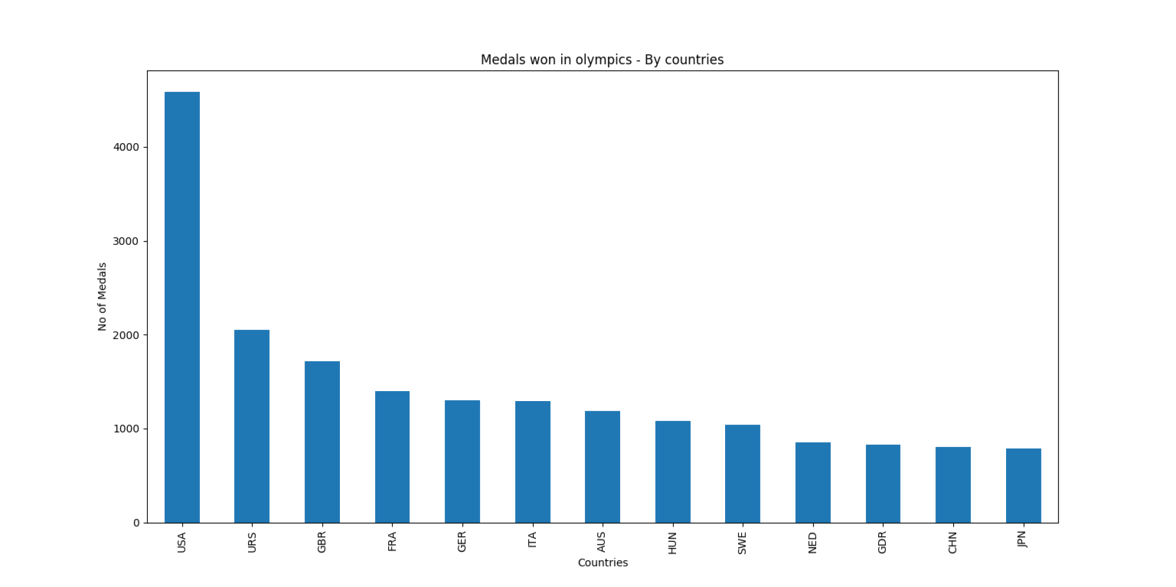 Medals won in olympics - By countries
4000
3000
2000
1000
0
No of Medals
USA
URS
GBR
FRA
GER
ITA
AUS
HUN
SWE
NED
GDR
CHN
JPN
Countries